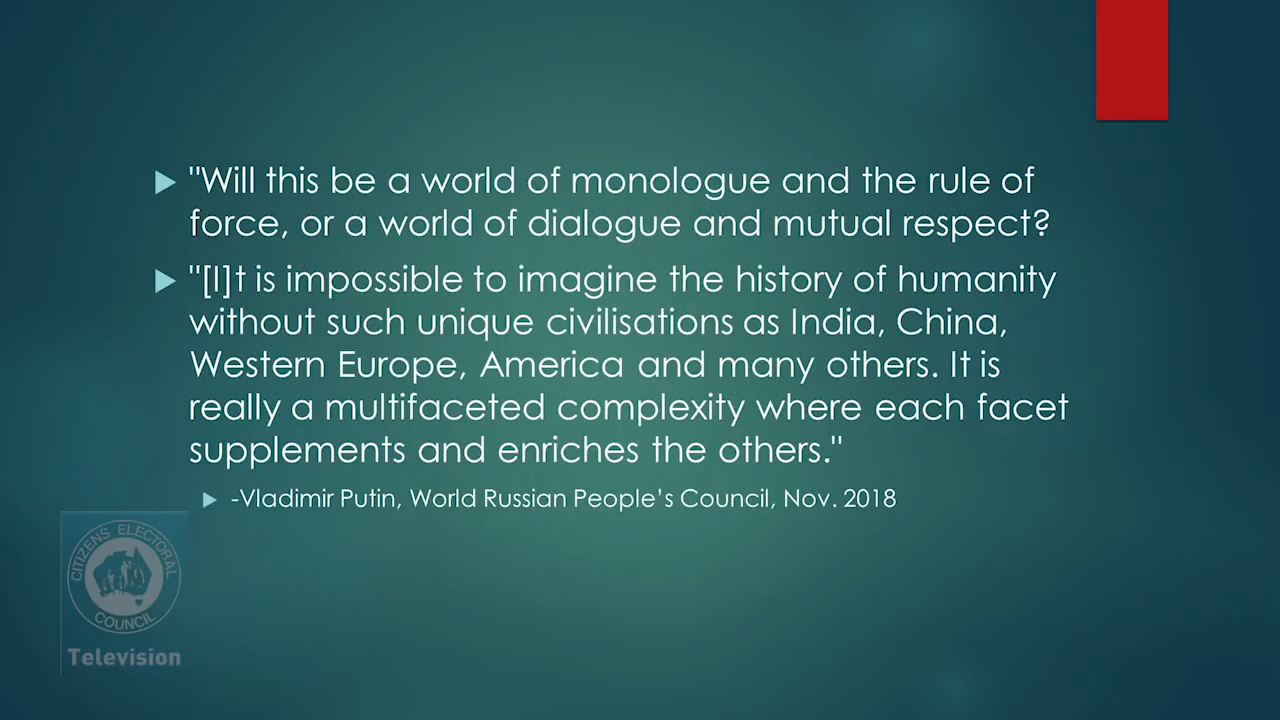 "Will this be a world of monologue and the rule of
force, or a world of dialogue and mutual respect?
"[I]t is impossible to imagine the history of humanity
without such unique civilisations as India, China,
Western Europe, America and many others. It is
really a multifaceted complexity where each facet
supplements and enriches the others."
-Vladimir Putin, World Russian People's Council, Nov. 2018
CITIZENS ELECTORAL
COUNCIL
Television